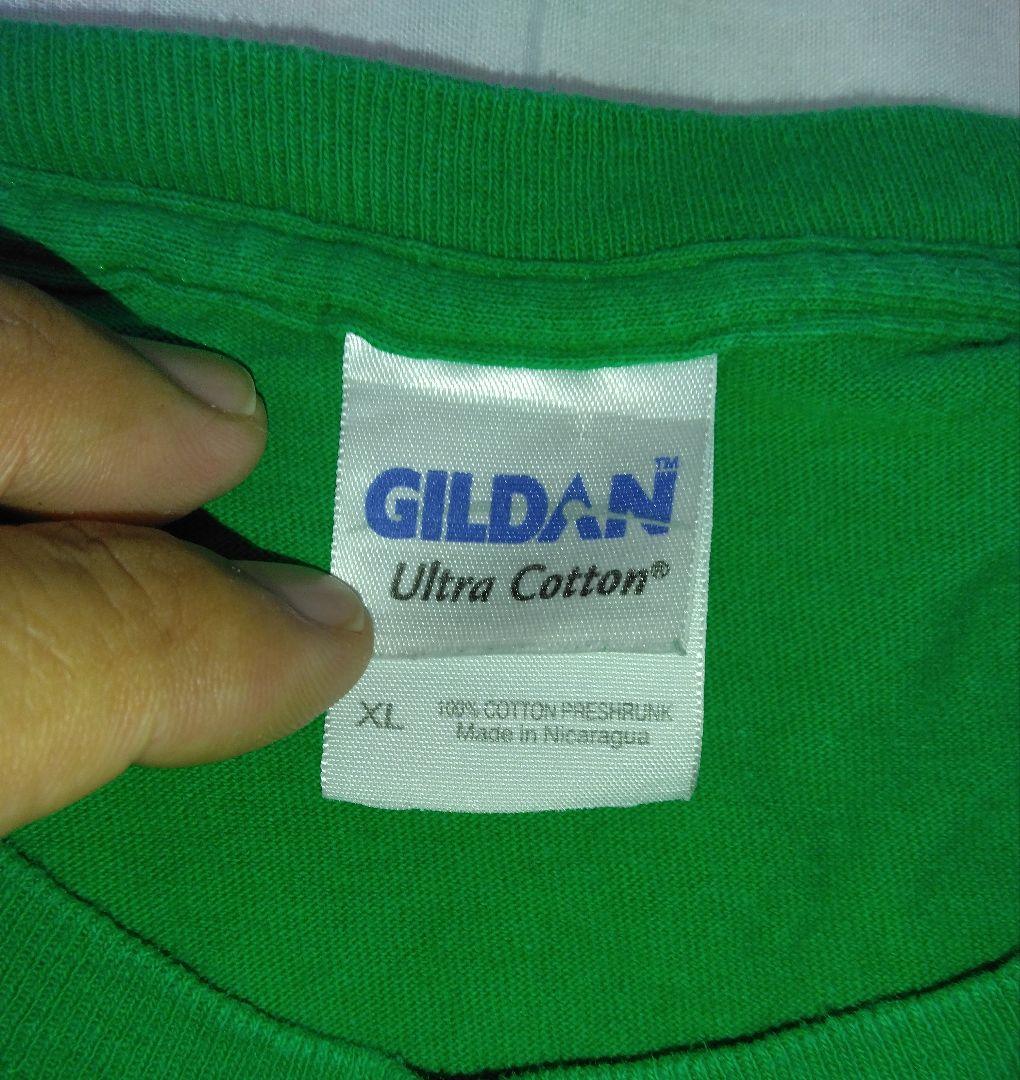 GILDAN™
Ultra Cotton®
XL 100% COTTON PRESHRUNK
Made in Nicaragua